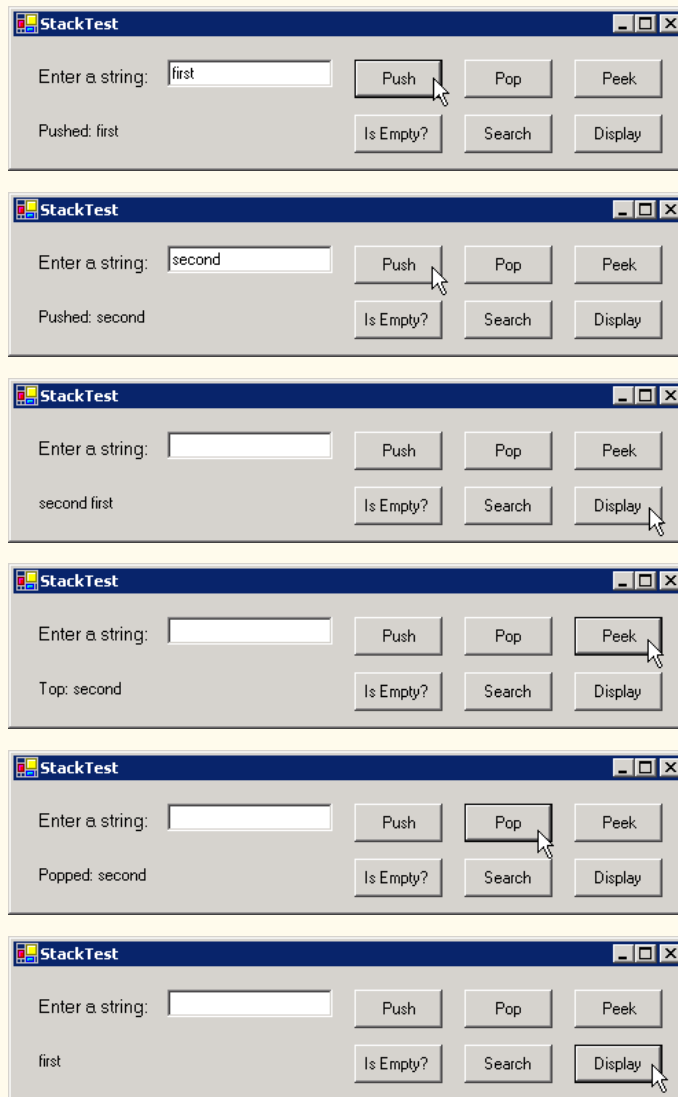 StackTest
Enter a string: first Push Pop Peek
Pushed: first Is Empty? Search Display
StackTest
Enter a string: second Push Pop Peek
Pushed: second Is Empty? Search Display
StackTest
Enter a string: Push Pop Peek
second first Is Empty? Search Display
StackTest
Enter a string: Push Pop Peek
Top: second Is Empty? Search Display
StackTest
Enter a string: Push Pop Peek
Popped: second Is Empty? Search Display
StackTest
Enter a string: Push Pop Peek
first Is Empty? Search Display